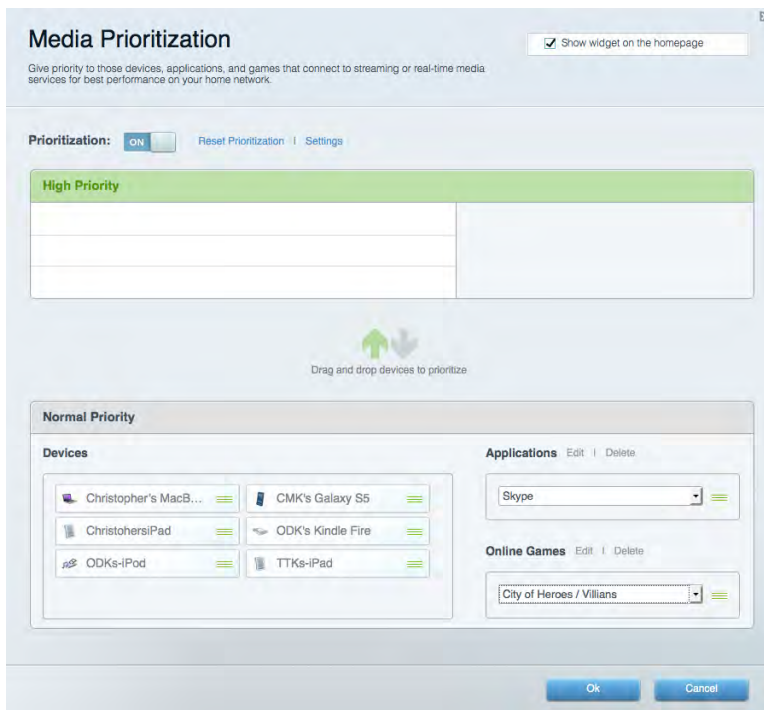 Media Prioritization
Show widget on the homepage
Give priority to those devices, applications, and games that connect to streaming or real-time media
services for best performance on your home network.
Prioritization: ON Reset Prioritization | Settings
High Priority
Drag and drop devices to prioritize
Normal Priority
Devices
Christopher's MacB...
CMK's Galaxy S5
ChristohersiPad
ODK's Kindle Fire
ODKs-iPod
TTKs-iPad
Applications Edit | Delete
Skype
Online Games Edit | Delete
City of Heroes / Villians
Ok
Cancel